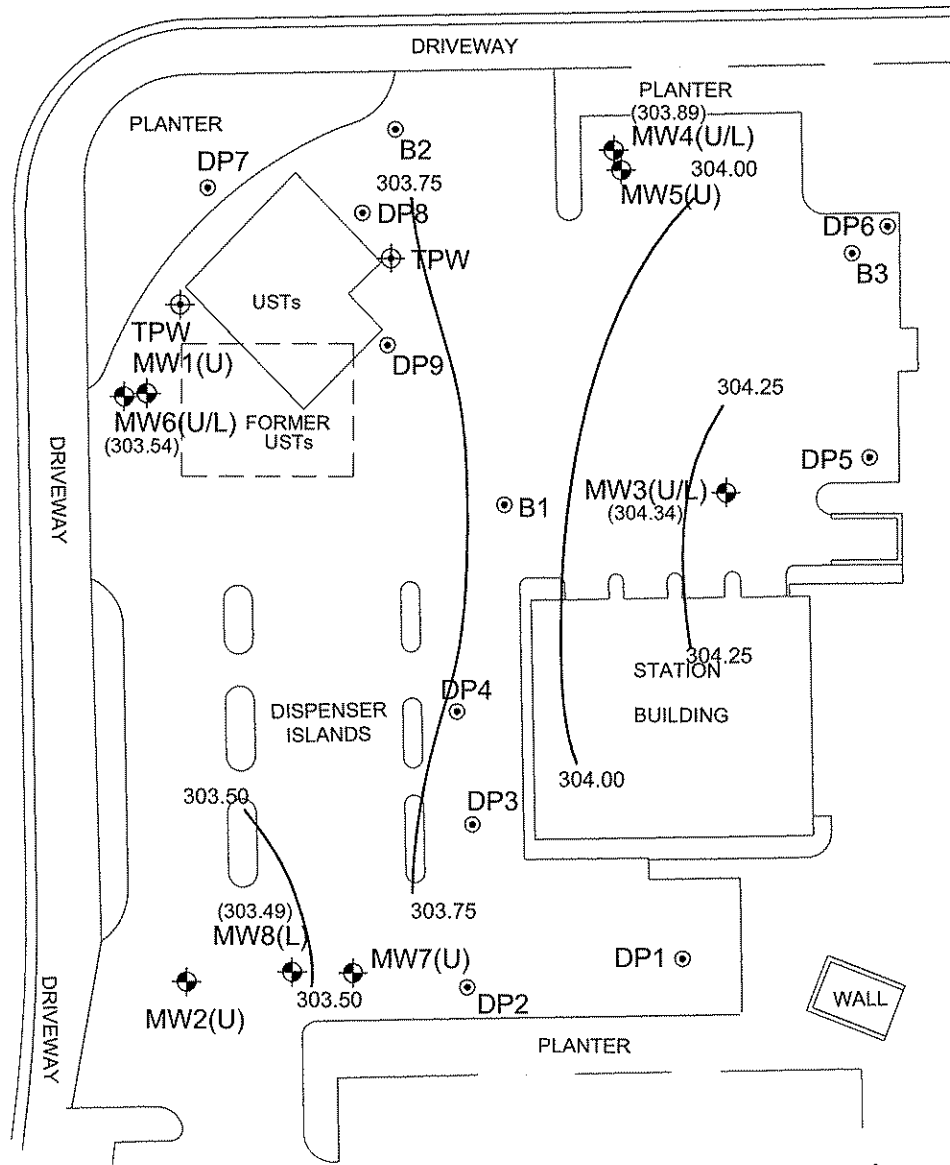 DRIVEWAY
PLANTER
(303.89)
PLANTER
B2
MW4(U/L)
304.00
DP7
303.75
MW5(U)
DP8
DP6
B3
TPW
USTs
TPW
MW1(U)
DP9
304.25
MW6(U/L)
(303.54)
FORMER
USTs
DRIVEWAY
DP5
MW3(U/L)
(304.34)
B1
304.25
STATION
BUILDING
DP4
DISPENSER
ISLANDS
304.00
303.50
DP3
(303.49)
MW8(L)
303.75
MW7(U)
DP1
303.50
DP2
WALL
MW2(U)
DRIVEWAY
PLANTER